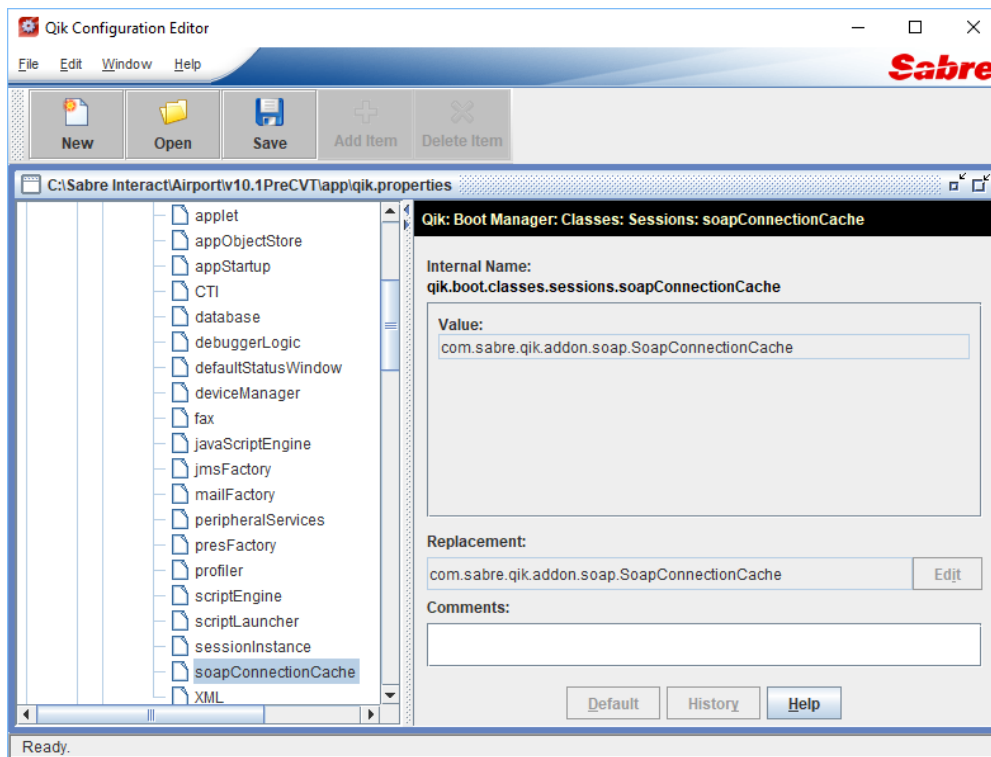 Qik Configuration Editor
File Edit Window Help
Sabre
New Open Save Add Item Delete Item
C:\Sabre Interact\Airport\v10.1PreCVT\app\qik.properties
applet
appObjectStore
appStartup
CTI
database
debuggerLogic
defaultStatusWindow
deviceManager
fax
javaScriptEngine
jmsFactory
mailFactory
peripheralServices
presFactory
profiler
scriptEngine
scriptLauncher
sessionInstance
soapConnectionCache
XML
Qik: Boot Manager: Classes: Sessions: soapConnectionCache
Internal Name:
qik.boot.classes.sessions.soapConnectionCache
Value:
com.sabre.qik.addon.soap.SoapConnectionCache
Replacement:
com.sabre.qik.addon.soap.SoapConnectionCache Edit
Comments:
Default History Help
Ready.